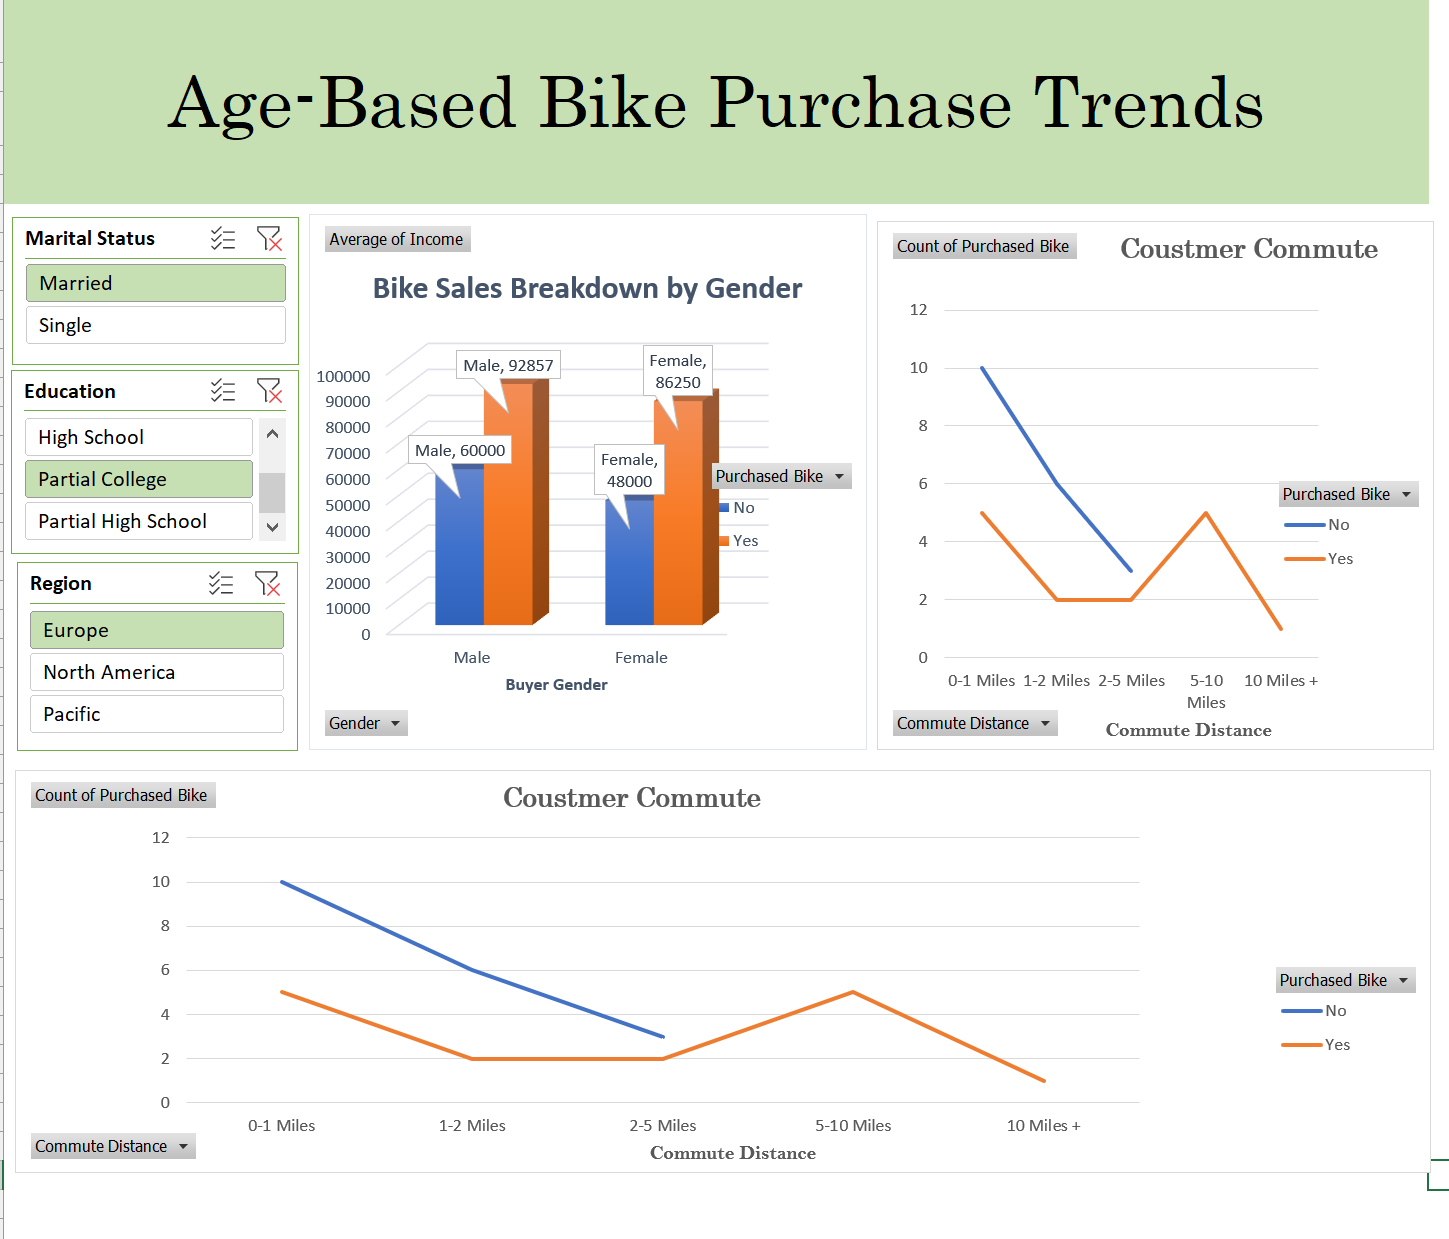 Age-Based Bike Purchase Trends
Marital Status
Married
Single
Education
High School
Partial College
Partial High School
Region
Europe
North America
Pacific
Average of Income
Bike Sales Breakdown by Gender
100000
90000
80000
70000
60000
50000
40000
30000
20000
10000
0
Male, 92857
Male, 60000
Female,
86250
Female,
48000
Purchased Bike
No
Yes
Male
Female
Buyer Gender
Gender
Count of Purchased Bike
Coustmer Commute
12
10
8
6
4
2
0
Purchased Bike
No
Yes
0-1 Miles
1-2 Miles
2-5 Miles
5-10
Miles
10 Miles +
Commute Distance
Commute Distance
Count of Purchased Bike
Coustmer Commute
12
10
8
6
4
2
0
Purchased Bike
No
Yes
0-1 Miles
1-2 Miles
2-5 Miles
5-10 Miles
10 Miles +
Commute Distance
Commute Distance